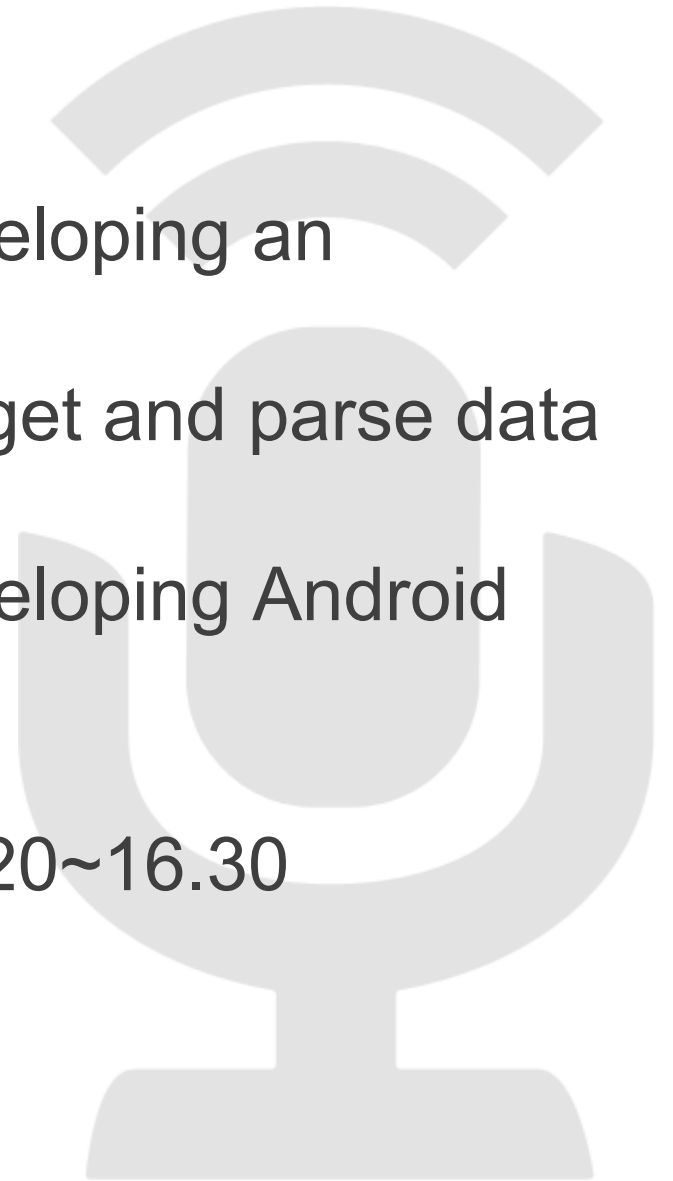 eloping an
get and parse data
eloping Android
20~16.30